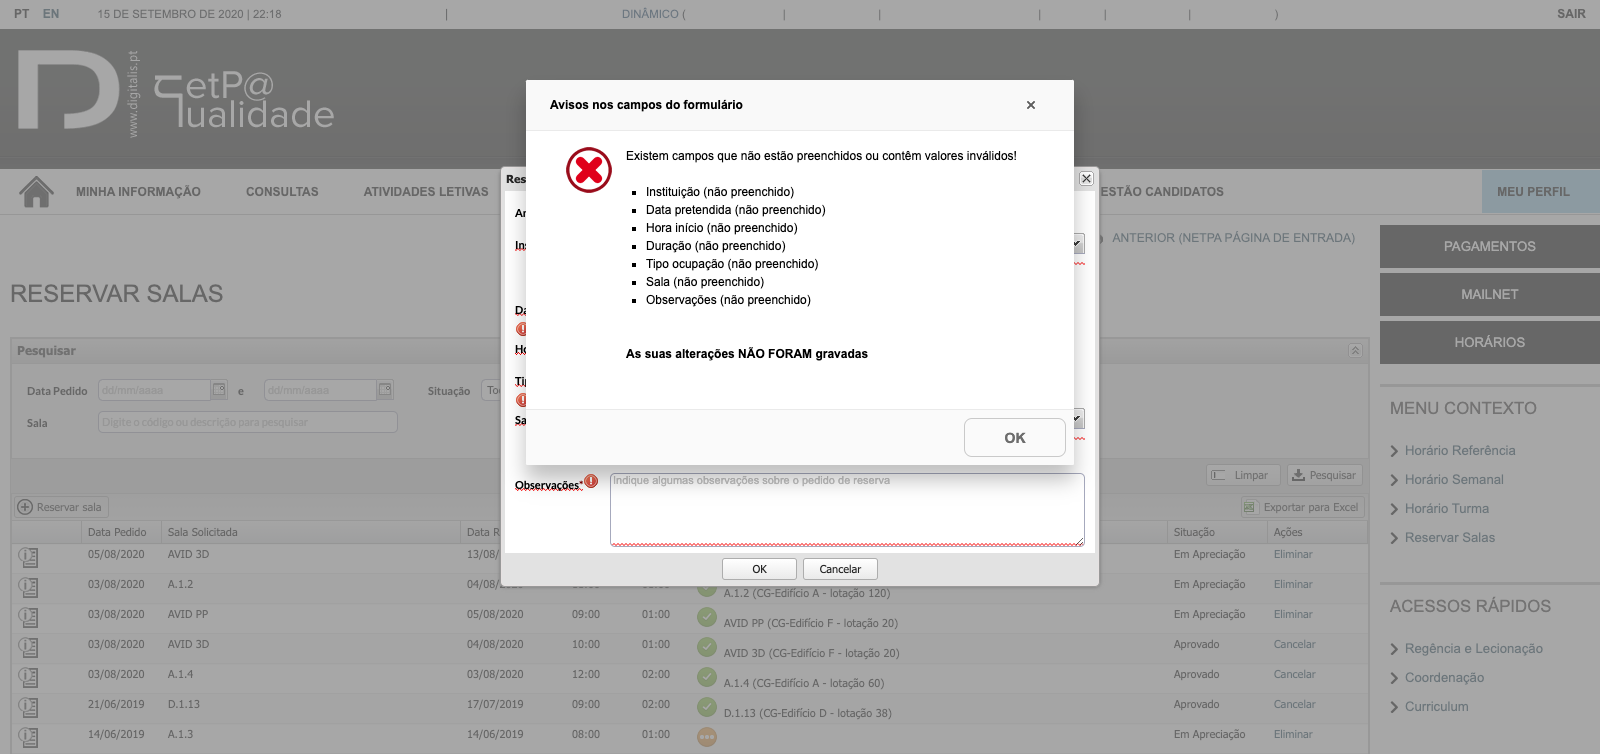 PT EN 15 DE SETEMBRO DE 2020 | 22:18 | DINÂMICO ( | | | | | ) SAIR
www.digitalis.pt
netP@
Qualidade
Avisos nos campos do formulário
Existem campos que não estão preenchidos ou contêm valores inválidos!
Instituição (não preenchido)
Data pretendida (não preenchido)
Hora início (não preenchido)
Duração (não preenchido)
Tipo ocupação (não preenchido)
Sala (não preenchido)
Observações (não preenchido)
As suas alterações NÃO FORAM gravadas
OK
MINHA INFORMAÇÃO CONSULTAS ATIVIDADES LETIVAS ESTÃO CANDIDATOS MEU PERFIL
Res
An
Ins
Da
Ho
Tip
Sa
Observações*
Indique algumas observações sobre o pedido de reserva
OK Cancelar
ANTERIOR (NETPA PÁGINA DE ENTRADA)
RESERVAR SALAS
Pesquisar
Data Pedido dd/mm/aaaa e dd/mm/aaaa Situação Too
Sala Digite o código ou descrição para pesquisar
Limpar Pesquisar
Reservar sala Exportar para Excel
Data Pedido Sala Solicitada Data R Situação Ações
05/08/2020 AVID 3D 13/08/ Em Apreciação Eliminar
03/08/2020 A.1.2 04/08/2020 A.1.2 (CG-Edifício A - lotação 120) Em Apreciação Eliminar
03/08/2020 AVID PP 05/08/2020 09:00 01:00 AVID PP (CG-Edifício F - lotação 20) Em Apreciação Eliminar
03/08/2020 AVID 3D 04/08/2020 10:00 01:00 AVID 3D (CG-Edifício F - lotação 20) Aprovado Cancelar
03/08/2020 A.1.4 03/08/2020 12:00 02:00 A.1.4 (CG-Edifício A - lotação 60) Aprovado Cancelar
21/06/2019 D.1.13 17/07/2019 09:00 02:00 D.1.13 (CG-Edifício D - lotação 38) Aprovado Cancelar
14/06/2019 A.1.3 14/06/2019 08:00 01:00 Em Apreciação Eliminar
PAGAMENTOS
MAILNET
HORÁRIOS
MENU CONTEXTO
Horário Referência
Horário Semanal
Horário Turma
Reservar Salas
ACESSOS RÁPIDOS
Regência e Lecionação
Coordenação
Curriculum